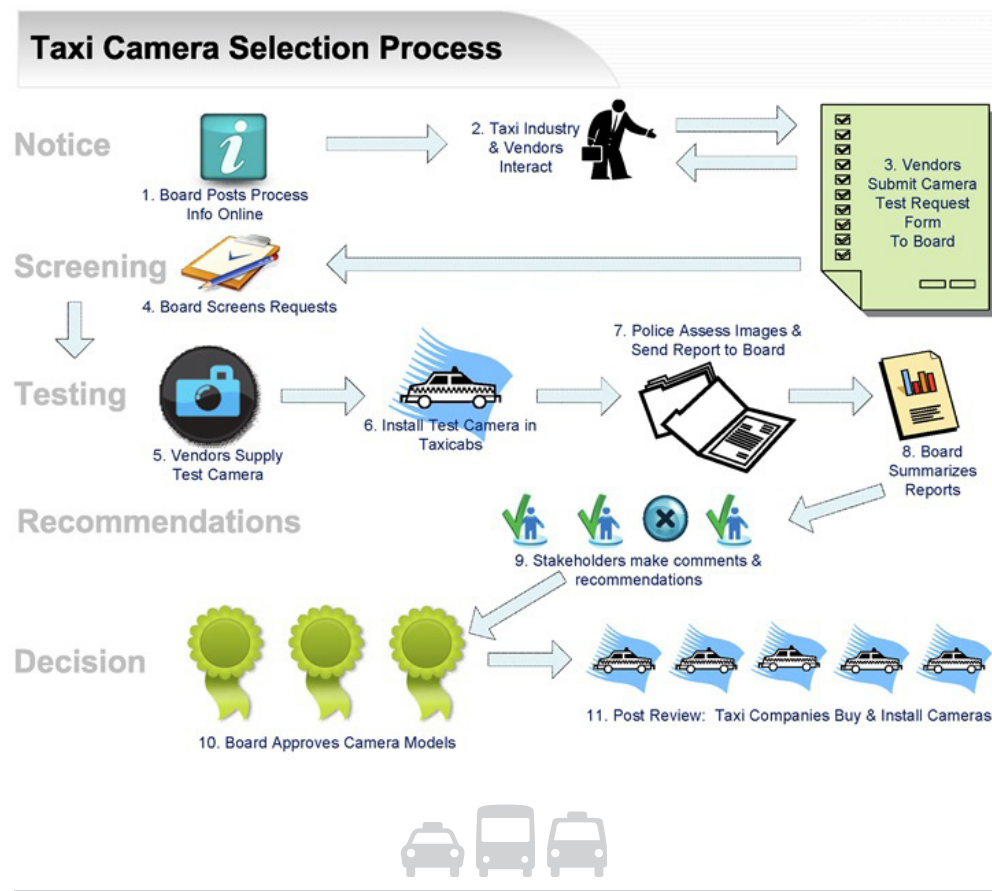 Taxi Camera Selection Process
Notice
1. Board Posts Process
Info Online
2. Taxi Industry
& Vendors
Interact
3. Vendors
Submit Camera
Test Request
Form
To Board
Screening
4. Board Screens Requests
Testing
5. Vendors Supply
Test Camera
6. Install Test Camera in
Taxicabs
7. Police Assess Images &
Send Report to Board
8. Board
Summarizes
Reports
Recommendations
9. Stakeholders make comments &
recommendations
Decision
10. Board Approves Camera Models
11. Post Review: Taxi Companies Buy & Install Cameras